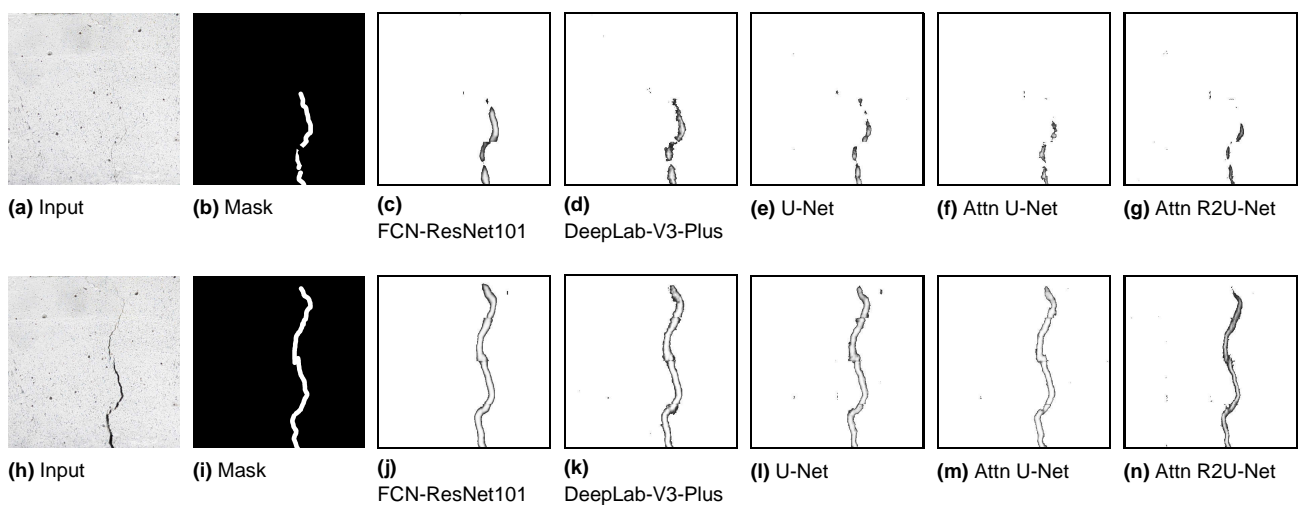 (a) Input
(b) Mask
(c)
FCN-ResNet101
(d)
DeepLab-V3-Plus
(e) U-Net
(f) Attn U-Net
(g) Attn R2U-Net
(h) Input
(i) Mask
(j)
FCN-ResNet101
(k)
DeepLab-V3-Plus
(l) U-Net
(m) Attn U-Net
(n) Attn R2U-Net